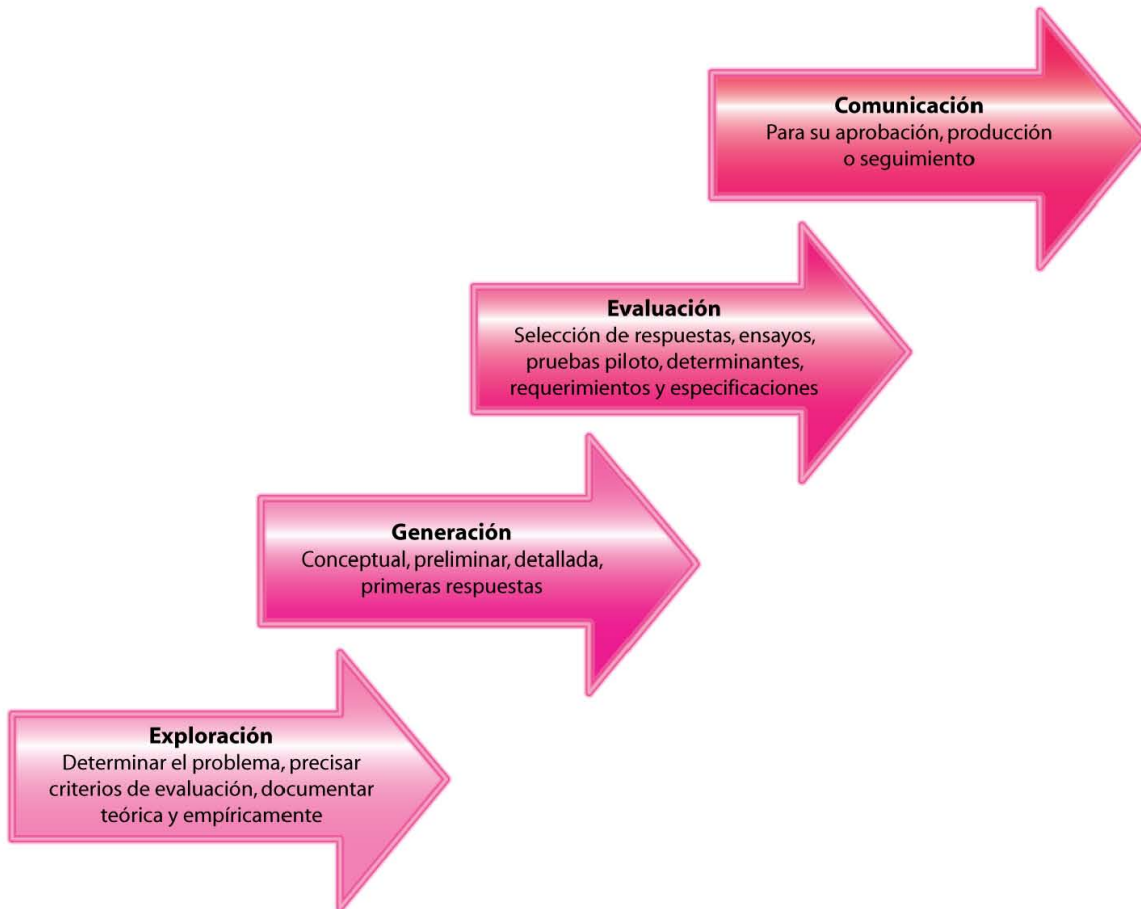 Comunicación
Para su aprobación, producción
o seguimiento
Evaluación
Selección de respuestas, ensayos,
pruebas piloto, determinantes,
requerimientos y especificaciones
Generación
Conceptual, preliminar, detallada,
primeras respuestas
Exploración
Determinar el problema, precisar
criterios de evaluación, documentar
teórica y empíricamente